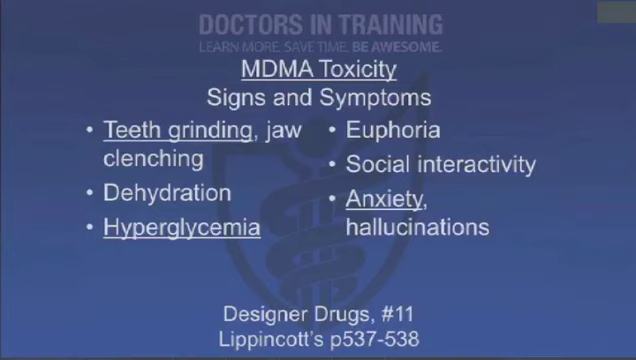 DOCTORS IN TRAINING
LEARN MORE. SAVE TIME. BE AWESOME.
MDMA Toxicity
Signs and Symptoms
• Teeth grinding, jaw
clenching
• Dehydration
• Hyperglycemia
• Euphoria
• Social interactivity
• Anxiety,
hallucinations
Designer Drugs, #11
Lippincott's p537-538